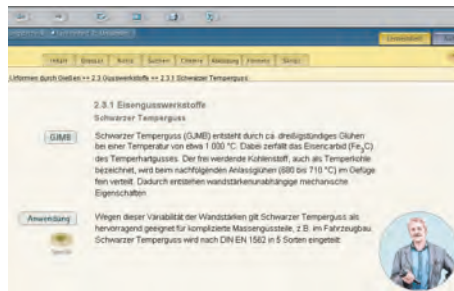 Inhalt Glossar Notiz Suchen
Urformen durch Gießen >> 2.3 Gusswerkstoffe >> 2.3.1 Schwarzer Temperguss
2.3.1 Eisengusswerkstoffe
Schwarzer Temperguss
GJMB
Schwarzer Temperguss (GJMB) entsteht durch ca. dreißigstündiges Glühen
bei einer Temperatur von etwa 1 000 °C. Dabei zerfällt das Eisencarbid (Fe₃C)
des Temperhartgusses. Der frei werdende Kohlenstoff, auch als Temperkohle
bezeichnet, wird beim nachfolgenden Anlassglühen (680 bis 710 °C) im Gefüge
fein verteilt. Dadurch entstehen wandstärkenunabhängige mechanische
Eigenschaften.
Anwendung
Wegen dieser Variabilität der Wandstärken gilt Schwarzer Temperguss als
hervorragend geeignet für komplizierte Massengussteile, z.B. im Fahrzeugbau.
Schwarzer Temperguss wird nach DIN EN 1562 in 5 Sorten eingeteilt: